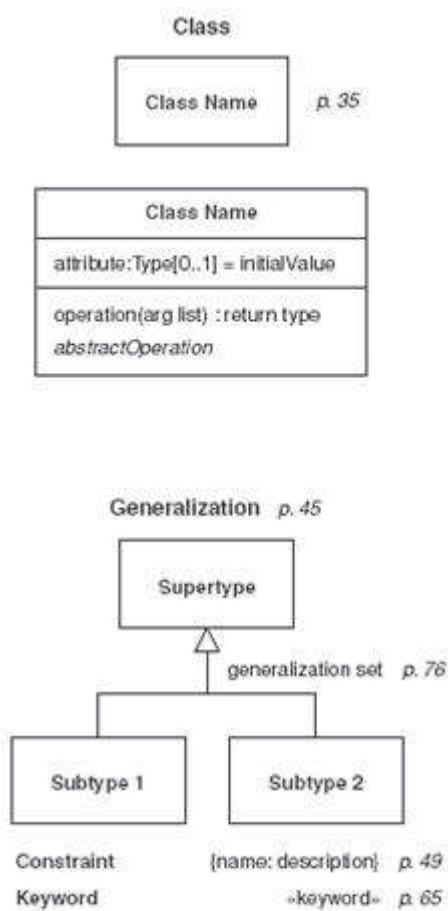 Class
Class Name p. 35
Class Name
attribute:Type[0..1] = initialValue
operation(arg list) : return type
abstractOperation
Generalization p. 45
Supertype
generalization set p. 76
Subtype 1 Subtype 2
Constraint {name: description} p. 49
Keyword «keyword» p. 65